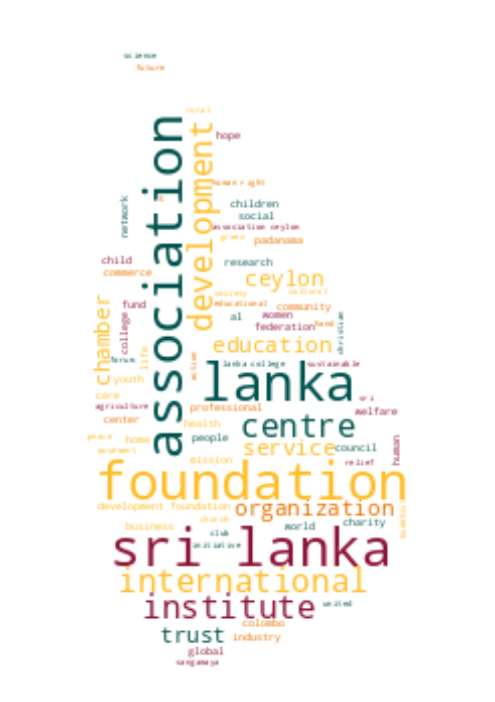 science
future
rural
association
development
hope
human right
network
children
social
association ceylon
green
padanama
child
commerce
research
ceylon
cultural
society
educational
community
fund
college
chamber
al
women
federation
hand
christian
education
forum
life
action
lanka college
sustainable
youth
care
lanka
sri
agriculture
professional
welfare
center
health
centre
people
peace
home
movement
service
council
human
mission
relief
foundation
development foundation
organization
buddhist
church
business
world
charity
club
initiative
sri lanka
international
institute
united
colombo
trust
industry
global
sangamaya